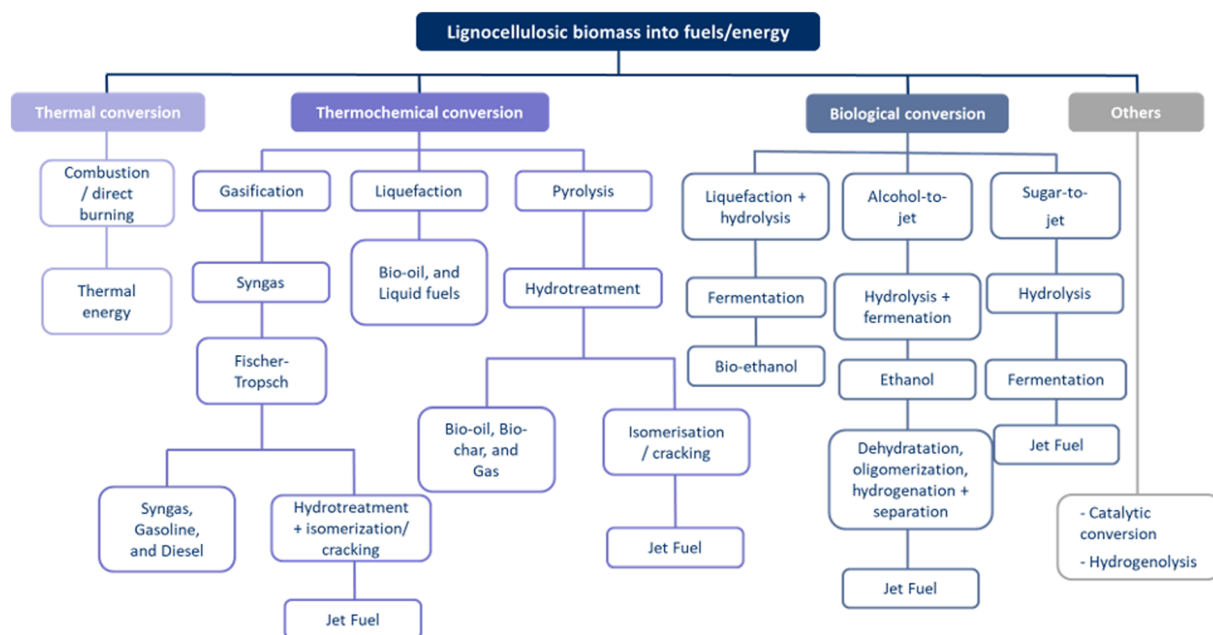 Lignocellulosic biomass into fuels/energy
Thermal conversion
Thermochemical conversion
Biological conversion
Others
Combustion
/ direct
burning
Thermal
energy
Gasification
Syngas
Fischer-
Tropsch
Syngas,
Gasoline,
and Diesel
Hydrotreatment
+ isomerization/
cracking
Jet Fuel
Liquefaction
Bio-oil, and
Liquid fuels
Pyrolysis
Hydrotreatment
Bio-oil, Bio-
char, and
Gas
Isomerisation
/ cracking
Jet Fuel
Liquefaction +
hydrolysis
Fermentation
Bio-ethanol
Alcohol-to-
jet
Hydrolysis +
fermenation
Ethanol
Dehydratation,
oligomerization,
hydrogenation +
separation
Jet Fuel
Sugar-to-
jet
Hydrolysis
Fermentation
Jet Fuel
- Catalytic
conversion
- Hydrogenolysis